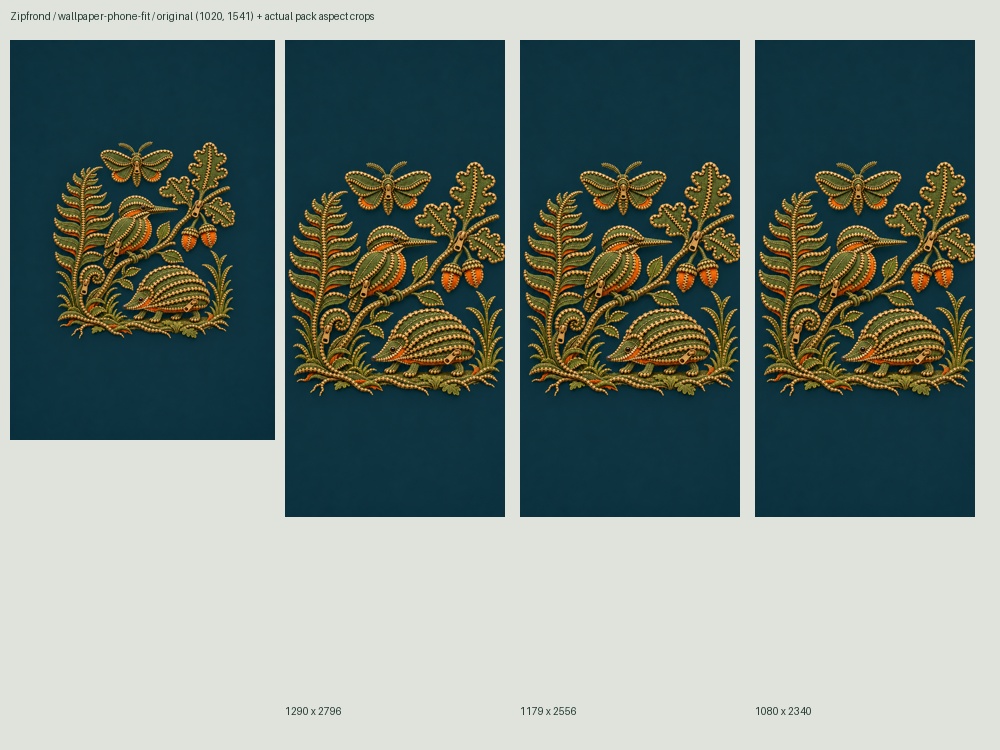 Zipfrond / wallpaper-phone-fit / original (1020, 1541) + actual pack aspect crops
1290 x 2796
1179 x 2556
1080 x 2340